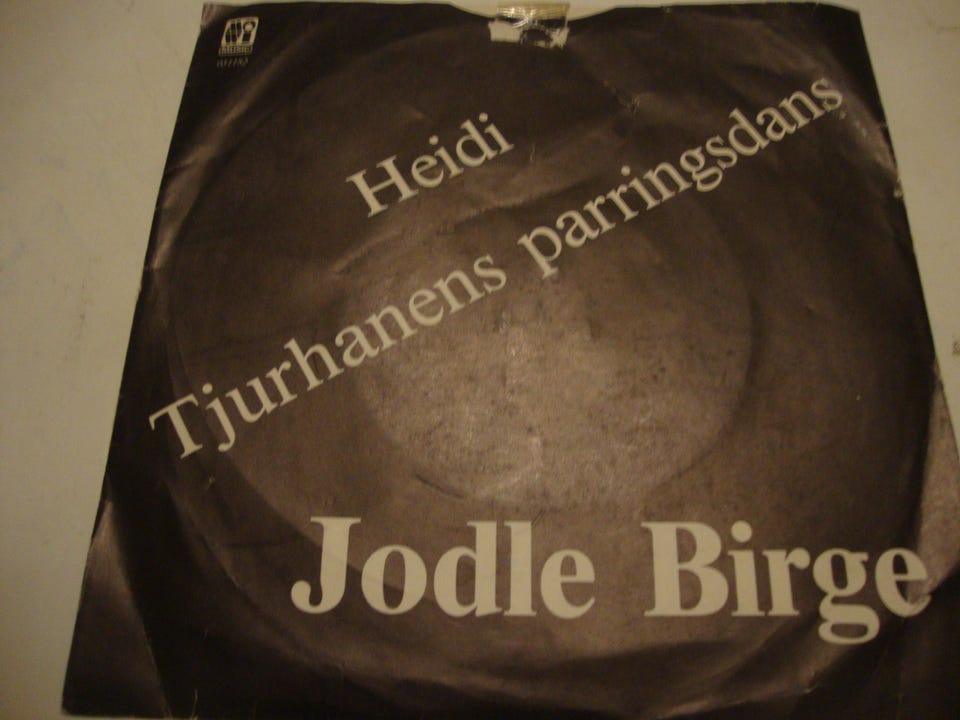 Heidi
Tjurhanens parringsdans
Jodle Birge